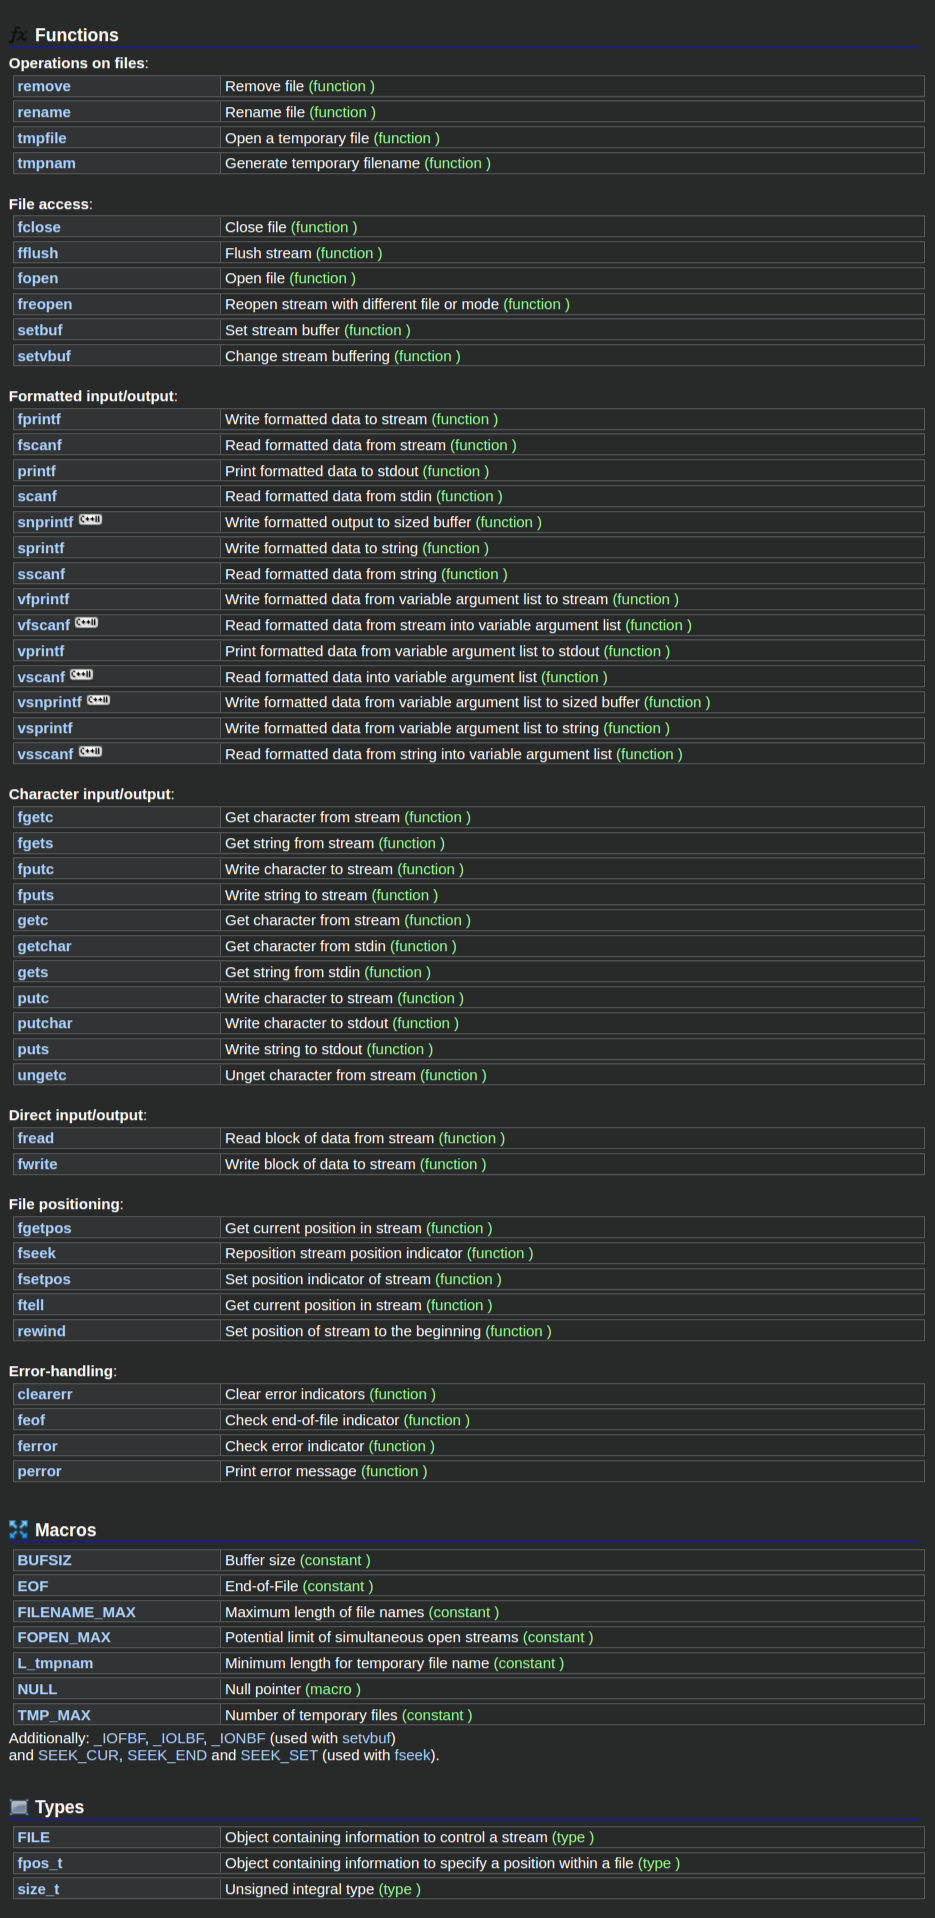 fx Functions
Operations on files:
remove Remove file (function )
rename Rename file (function )
tmpfile Open a temporary file (function )
tmpnam Generate temporary filename (function )
File access:
fclose Close file (function )
fflush Flush stream (function )
fopen Open file (function )
freopen Reopen stream with different file or mode (function )
setbuf Set stream buffer (function )
setvbuf Change stream buffering (function )
Formatted input/output:
fprintf Write formatted data to stream (function )
fscanf Read formatted data from stream (function )
printf Print formatted data to stdout (function )
scanf Read formatted data from stdin (function )
snprintf C++11 Write formatted output to sized buffer (function )
sprintf Write formatted data to string (function )
sscanf Read formatted data from string (function )
vfprintf Write formatted data from variable argument list to stream (function )
vfscanf C++11 Read formatted data from stream into variable argument list (function )
vprintf Print formatted data from variable argument list to stdout (function )
vscanf C++11 Read formatted data into variable argument list (function )
vsnprintf C++11 Write formatted data from variable argument list to sized buffer (function )
vsprintf Write formatted data from variable argument list to string (function )
vsscanf C++11 Read formatted data from string into variable argument list (function )
Character input/output:
fgetc Get character from stream (function )
fgets Get string from stream (function )
fputc Write character to stream (function )
fputs Write string to stream (function )
getc Get character from stream (function )
getchar Get character from stdin (function )
gets Get string from stdin (function )
putc Write character to stream (function )
putchar Write character to stdout (function )
puts Write string to stdout (function )
ungetc Unget character from stream (function )
Direct input/output:
fread Read block of data from stream (function )
fwrite Write block of data to stream (function )
File positioning:
fgetpos Get current position in stream (function )
fseek Reposition stream position indicator (function )
fsetpos Set position indicator of stream (function )
ftell Get current position in stream (function )
rewind Set position of stream to the beginning (function )
Error-handling:
clearerr Clear error indicators (function )
feof Check end-of-file indicator (function )
ferror Check error indicator (function )
perror Print error message (function )
Macros
BUFSIZ Buffer size (constant )
EOF End-of-File (constant )
FILENAME_MAX Maximum length of file names (constant )
FOPEN_MAX Potential limit of simultaneous open streams (constant )
L_tmpnam Minimum length for temporary file name (constant )
NULL Null pointer (macro )
TMP_MAX Number of temporary files (constant )
Additionally: _IOFBF, _IOLBF, _IONBF (used with setvbuf)
and SEEK_CUR, SEEK_END and SEEK_SET (used with fseek).
Types
FILE Object containing information to control a stream (type )
fpos_t Object containing information to specify a position within a file (type )
size_t Unsigned integral type (type )